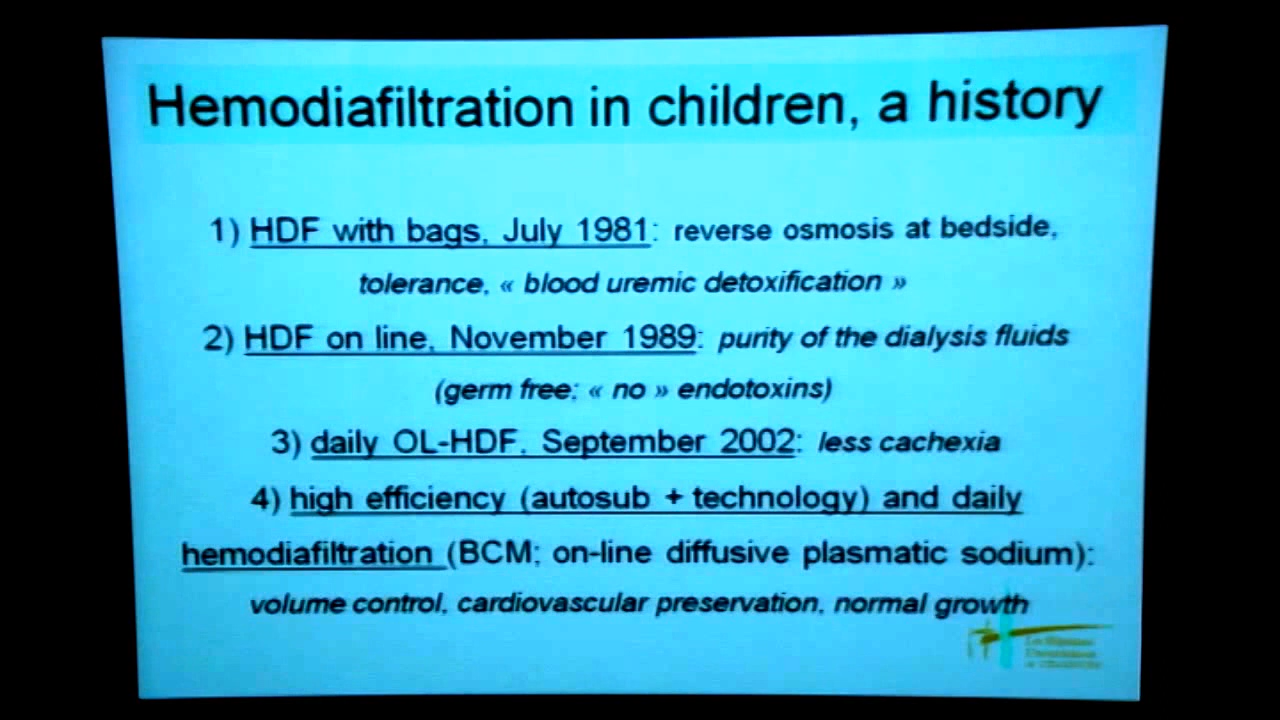 Hemodiafiltration in children, a history
1) HDF with bags, July 1981: reverse osmosis at bedside,
tolerance, « blood uremic detoxification »
2) HDF on line, November 1989: purity of the dialysis fluids
(germ free; « no » endotoxins)
3) daily OL-HDF, September 2002: less cachexia
4) high efficiency (autosub + technology) and daily
hemodiafiltration (BCM; on-line diffusive plasmatic sodium):
volume control, cardiovascular preservation, normal growth